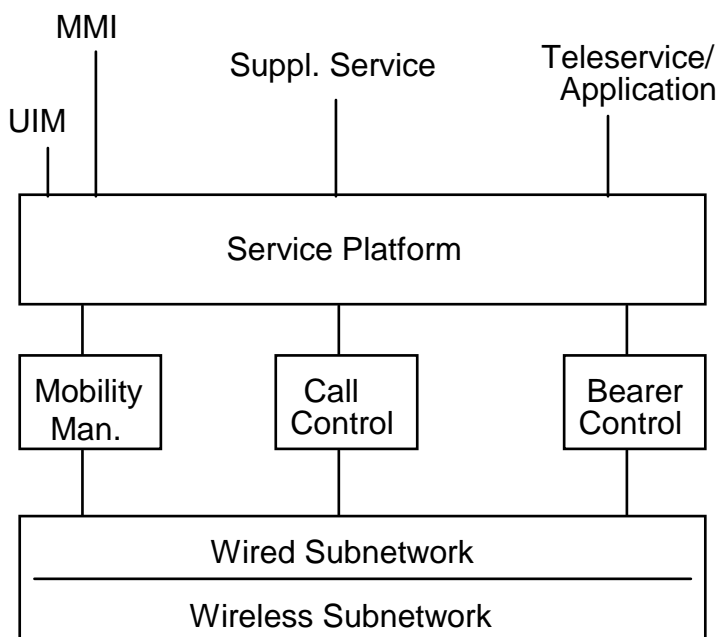 MMI
Suppl. Service
Teleservice/
Application
UIM
Service Platform
Mobility
Man.
Call
Control
Bearer
Control
Wired Subnetwork
Wireless Subnetwork